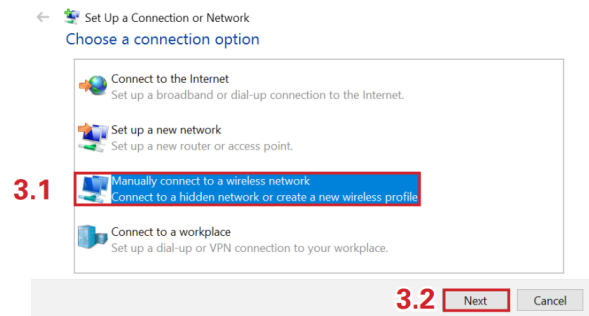 Set Up a Connection or Network
Choose a connection option
Connect to the Internet
Set up a broadband or dial-up connection to the Internet.
Set up a new network
Set up a new router or access point.
3.1
Manually connect to a wireless network
Connect to a hidden network or create a new wireless profile
Connect to a workplace
Set up a dial-up or VPN connection to your workplace.
3.2 Next Cancel